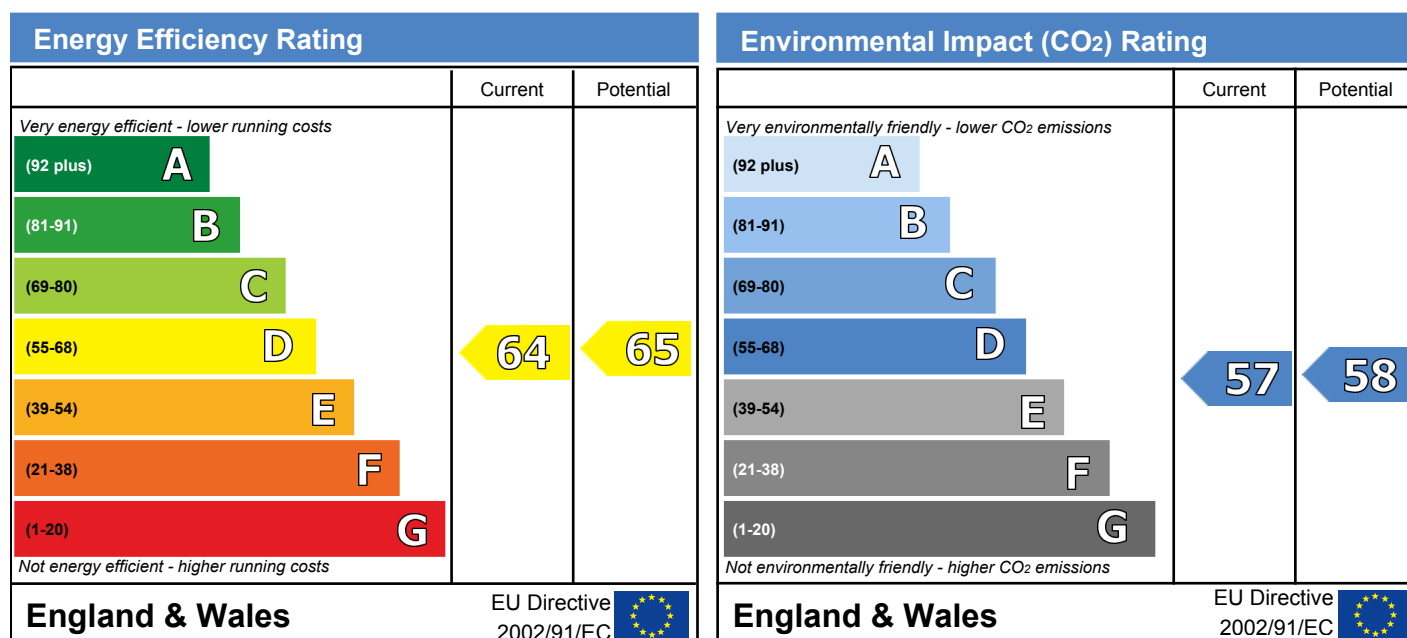 Energy Efficiency Rating
Current Potential
Very energy efficient - lower running costs
(92 plus) A
(81-91) B
(69-80) C
(55-68) D
64 65
(39-54) E
(21-38) F
(1-20) G
Not energy efficient - higher running costs
England & Wales
EU Directive
2002/91/EC
Environmental Impact (CO2) Rating
Current Potential
Very environmentally friendly - lower CO2 emissions
(92 plus) A
(81-91) B
(69-80) C
(55-68) D
57 58
(39-54) E
(21-38) F
(1-20) G
Not environmentally friendly - higher CO2 emissions
England & Wales
EU Directive
2002/91/EC